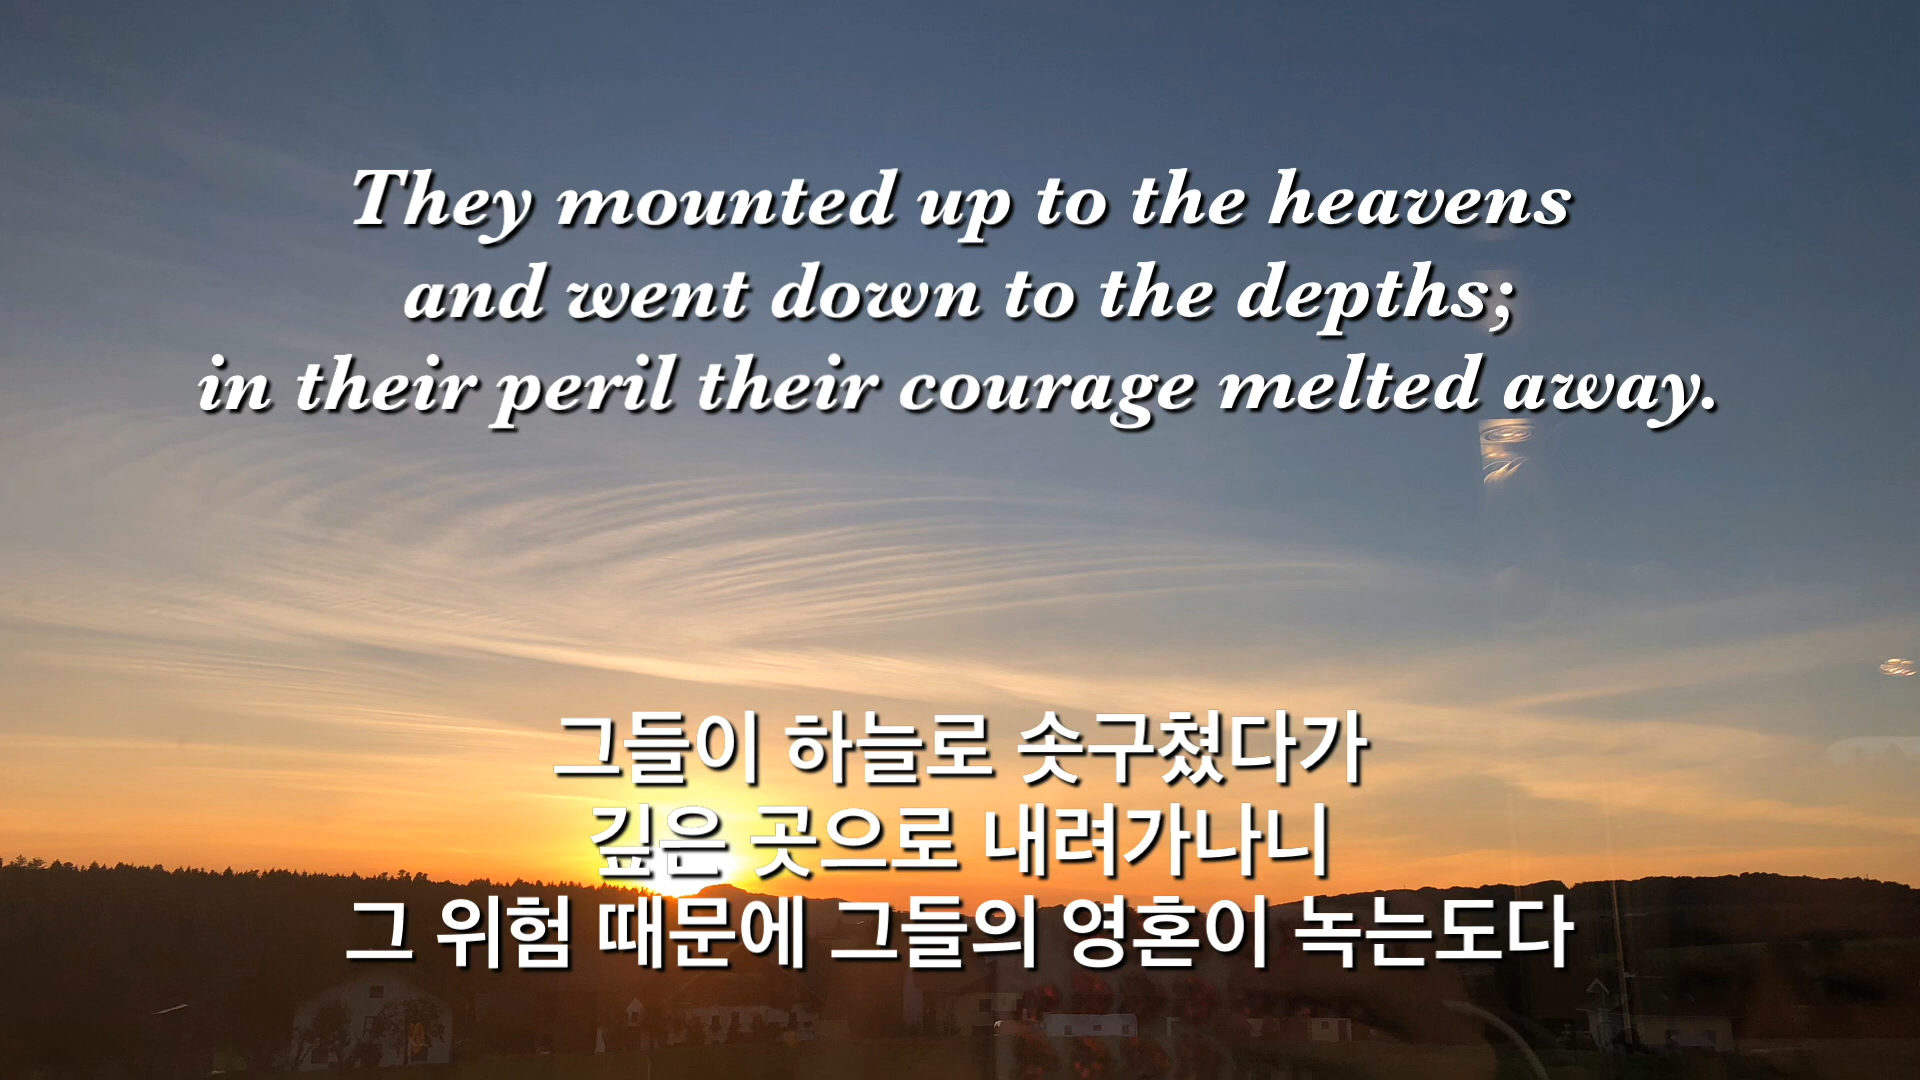 They mounted up to the heavens
and went down to the depths;
in their peril their courage melted away.
그들이 하늘로 솟구쳤다가
깊은 곳으로 내려가나니
그 위험 때문에 그들의 영혼이 녹는도다